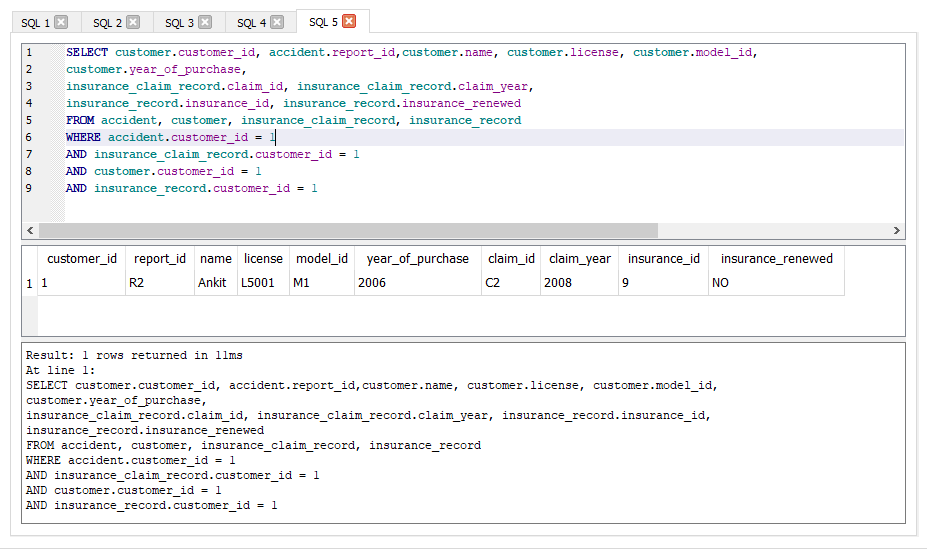 SQL 1 SQL 2 SQL 3 SQL 4 SQL 5
1 SELECT customer.customer_id, accident.report_id,customer.name, customer.license, customer.model_id,
2 customer.year_of_purchase,
3 insurance_claim_record.claim_id, insurance_claim_record.claim_year,
4 insurance_record.insurance_id, insurance_record.insurance_renewed
5 FROM accident, customer, insurance_claim_record, insurance_record
6 WHERE accident.customer_id = 1
7 AND insurance_claim_record.customer_id = 1
8 AND customer.customer_id = 1
9 AND insurance_record.customer_id = 1
customer_id report_id name license model_id year_of_purchase claim_id claim_year insurance_id insurance_renewed
1 1 R2 Ankit L5001 M1 2006 C2 2008 9 NO
Result: 1 rows returned in 11ms
At line 1:
SELECT customer.customer_id, accident.report_id,customer.name, customer.license, customer.model_id,
customer.year_of_purchase,
insurance_claim_record.claim_id, insurance_claim_record.claim_year, insurance_record.insurance_id,
insurance_record.insurance_renewed
FROM accident, customer, insurance_claim_record, insurance_record
WHERE accident.customer_id = 1
AND insurance_claim_record.customer_id = 1
AND customer.customer_id = 1
AND insurance_record.customer_id = 1